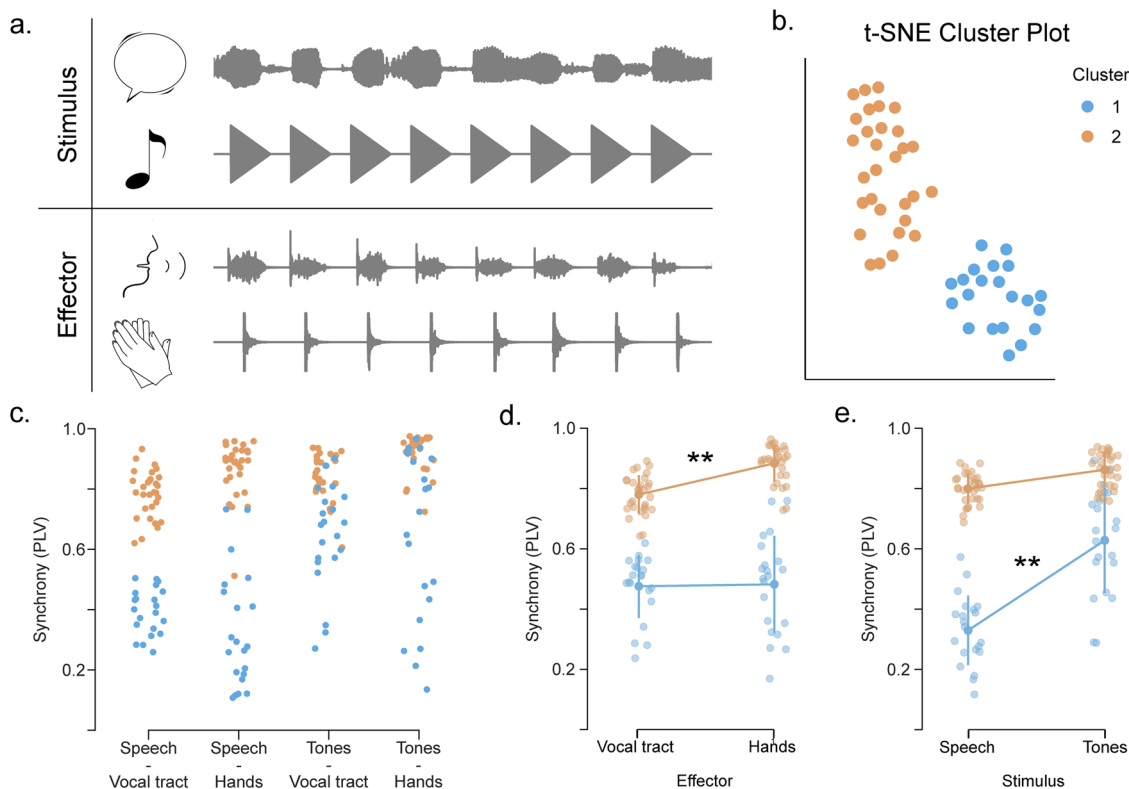 a.
Stimulus
Effector
b.
t-SNE Cluster Plot
Cluster
1
2
c.
Synchrony (PLV)
1.0
0.6
0.2
Speech
-
Vocal tract
Speech
-
Hands
Tones
-
Vocal tract
Tones
-
Hands
d.
Synchrony (PLV)
1.0
0.6
0.2
**
Vocal tract
Hands
Effector
e.
Synchrony (PLV)
1.0
0.6
0.2
**
Speech
Tones
Stimulus